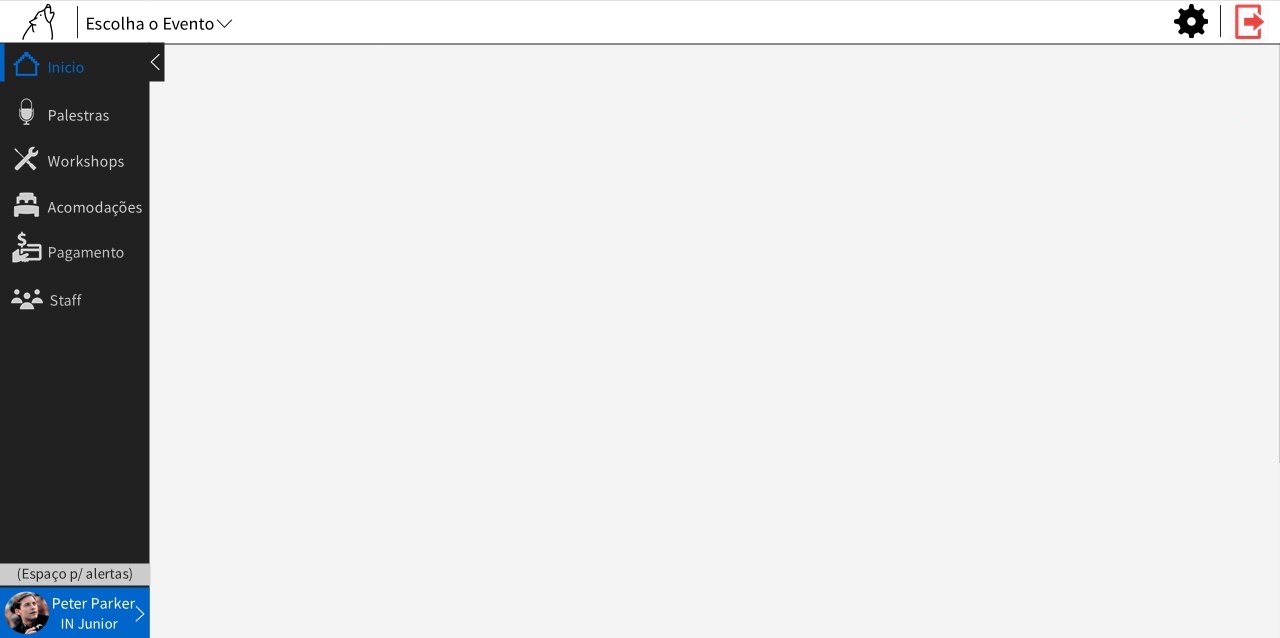 Escolha o Evento
Inicio
Palestras
Workshops
Acomodações
Pagamento
Staff
(Espaço p/ alertas)
Peter Parker
IN Junior